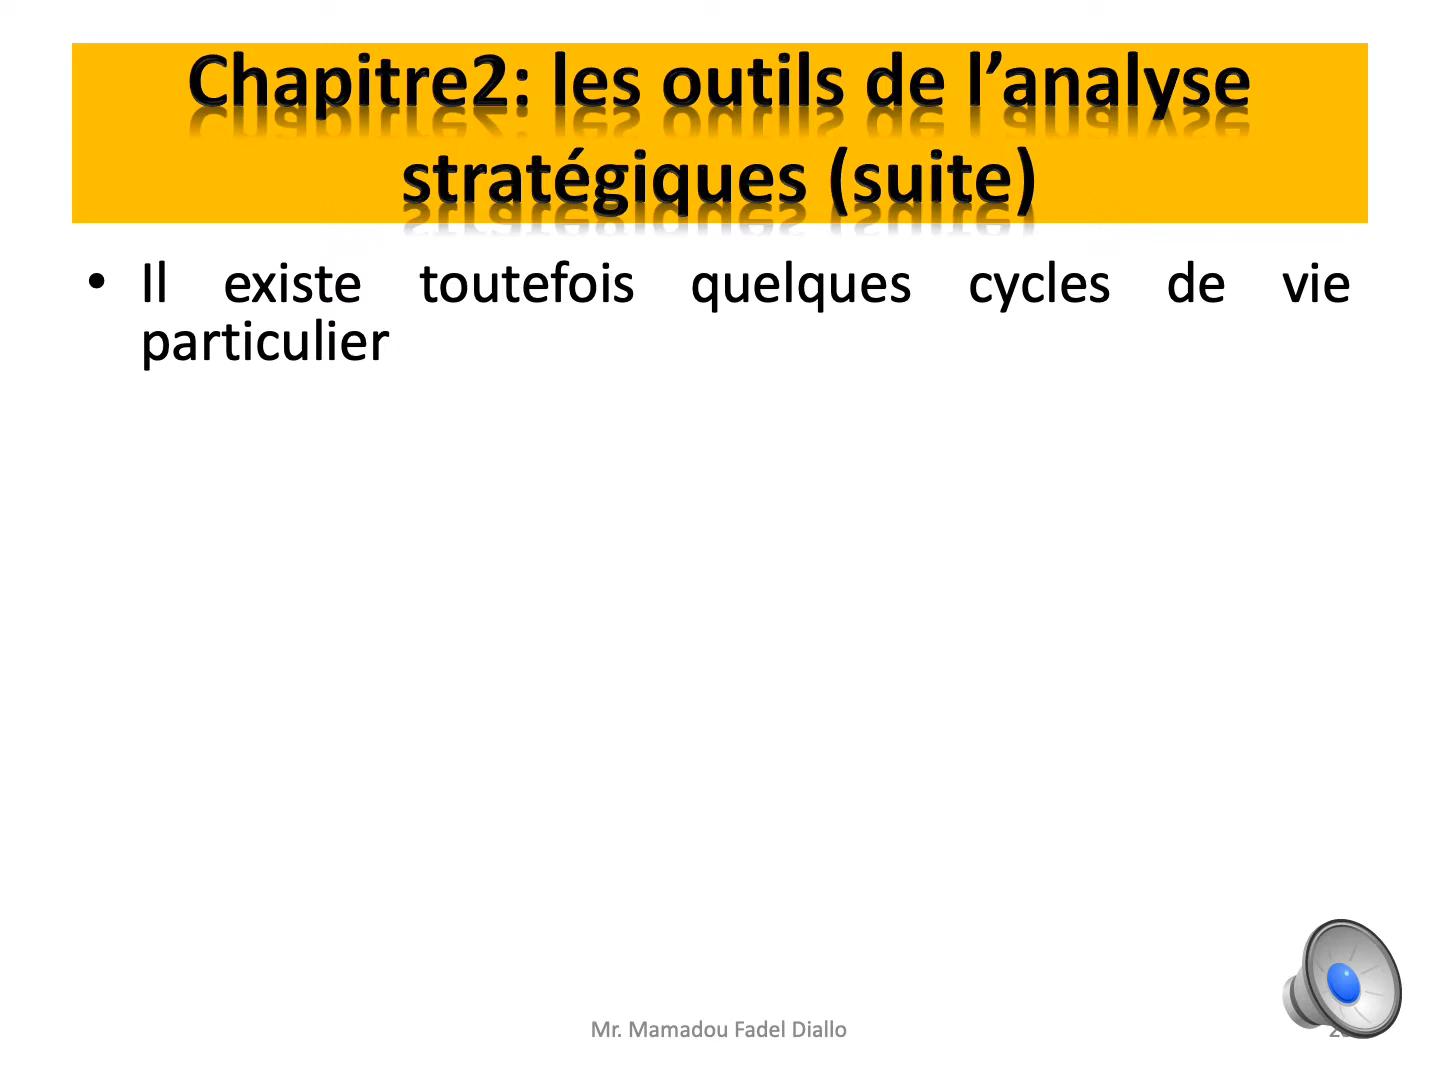 Chapitre2: les outils de l’analyse
stratégiques (suite)
• Il existe toutefois quelques cycles de vie
particulier
Mr. Mamadou Fadel Diallo